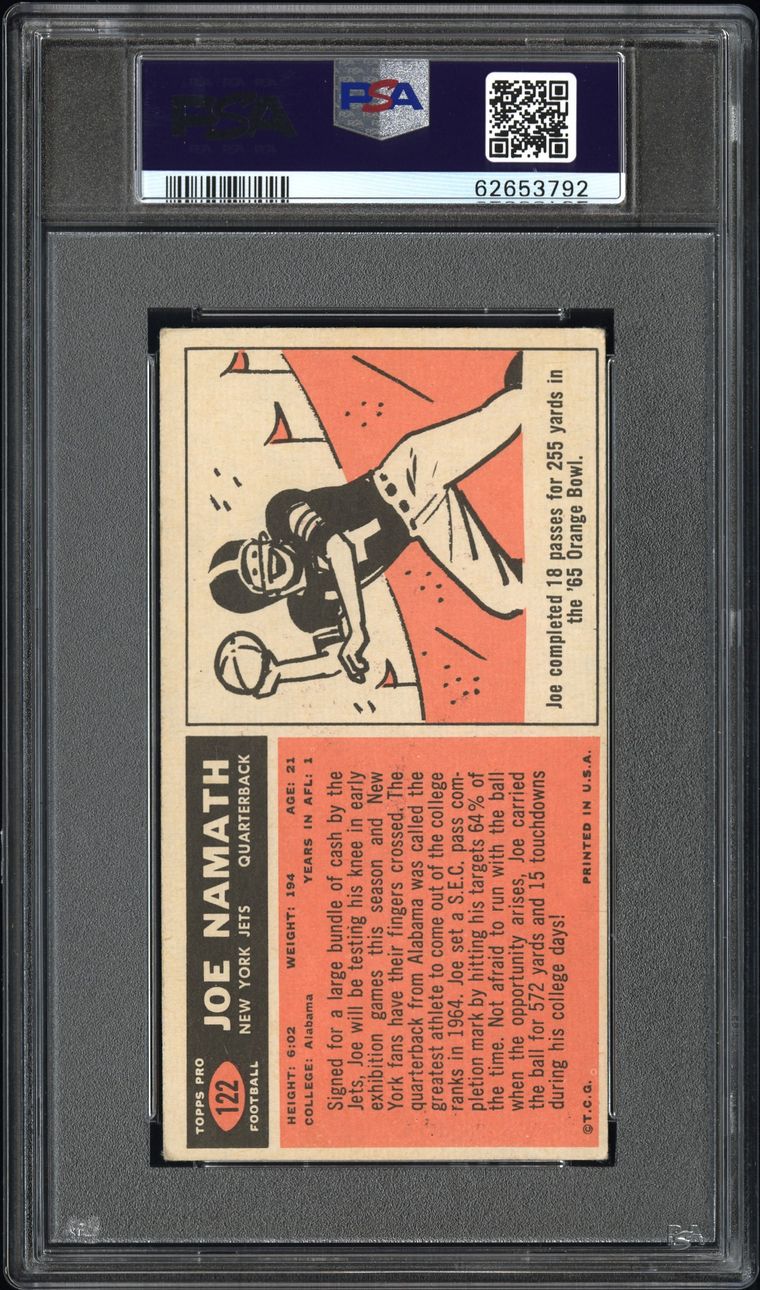 PSA
PSA
62653792
TOPPS PRO
122
FOOTBALL
JOE NAMATH
NEW YORK JETS QUARTERBACK
HEIGHT: 6:02 WEIGHT: 194 AGE: 21
COLLEGE: Alabama YEARS IN AFL: 1
Signed for a large bundle of cash by the
Jets, Joe will be testing his knee in early
exhibition games this season and New
York fans have their fingers crossed. The
quarterback from Alabama was called the
greatest athlete to come out of the college
ranks in 1964. Joe set a S.E.C. pass com-
pletion mark by hitting his targets 64% of
the time. Not afraid to run with the ball
when the opportunity arises, Joe carried
the ball for 572 yards and 15 touchdowns
during his college days!
©T.C.G. PRINTED IN U.S.A.
Joe completed 18 passes for 255 yards in
the '65 Orange Bowl.
PSA